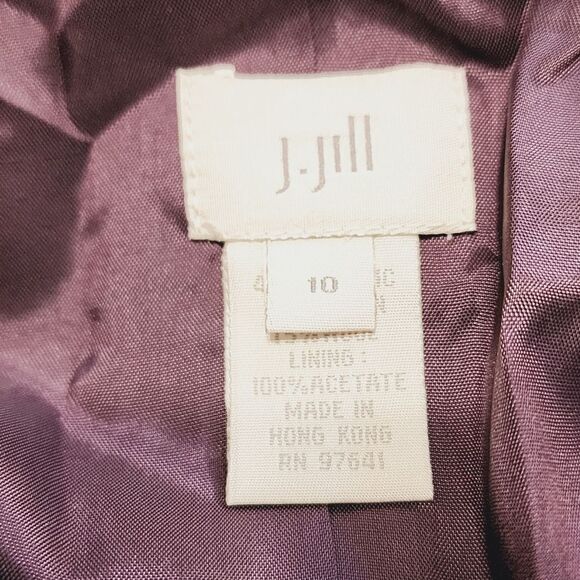 J.Jill
10
LINING:
100% ACETATE
MADE IN
HONG KONG
RN 97641